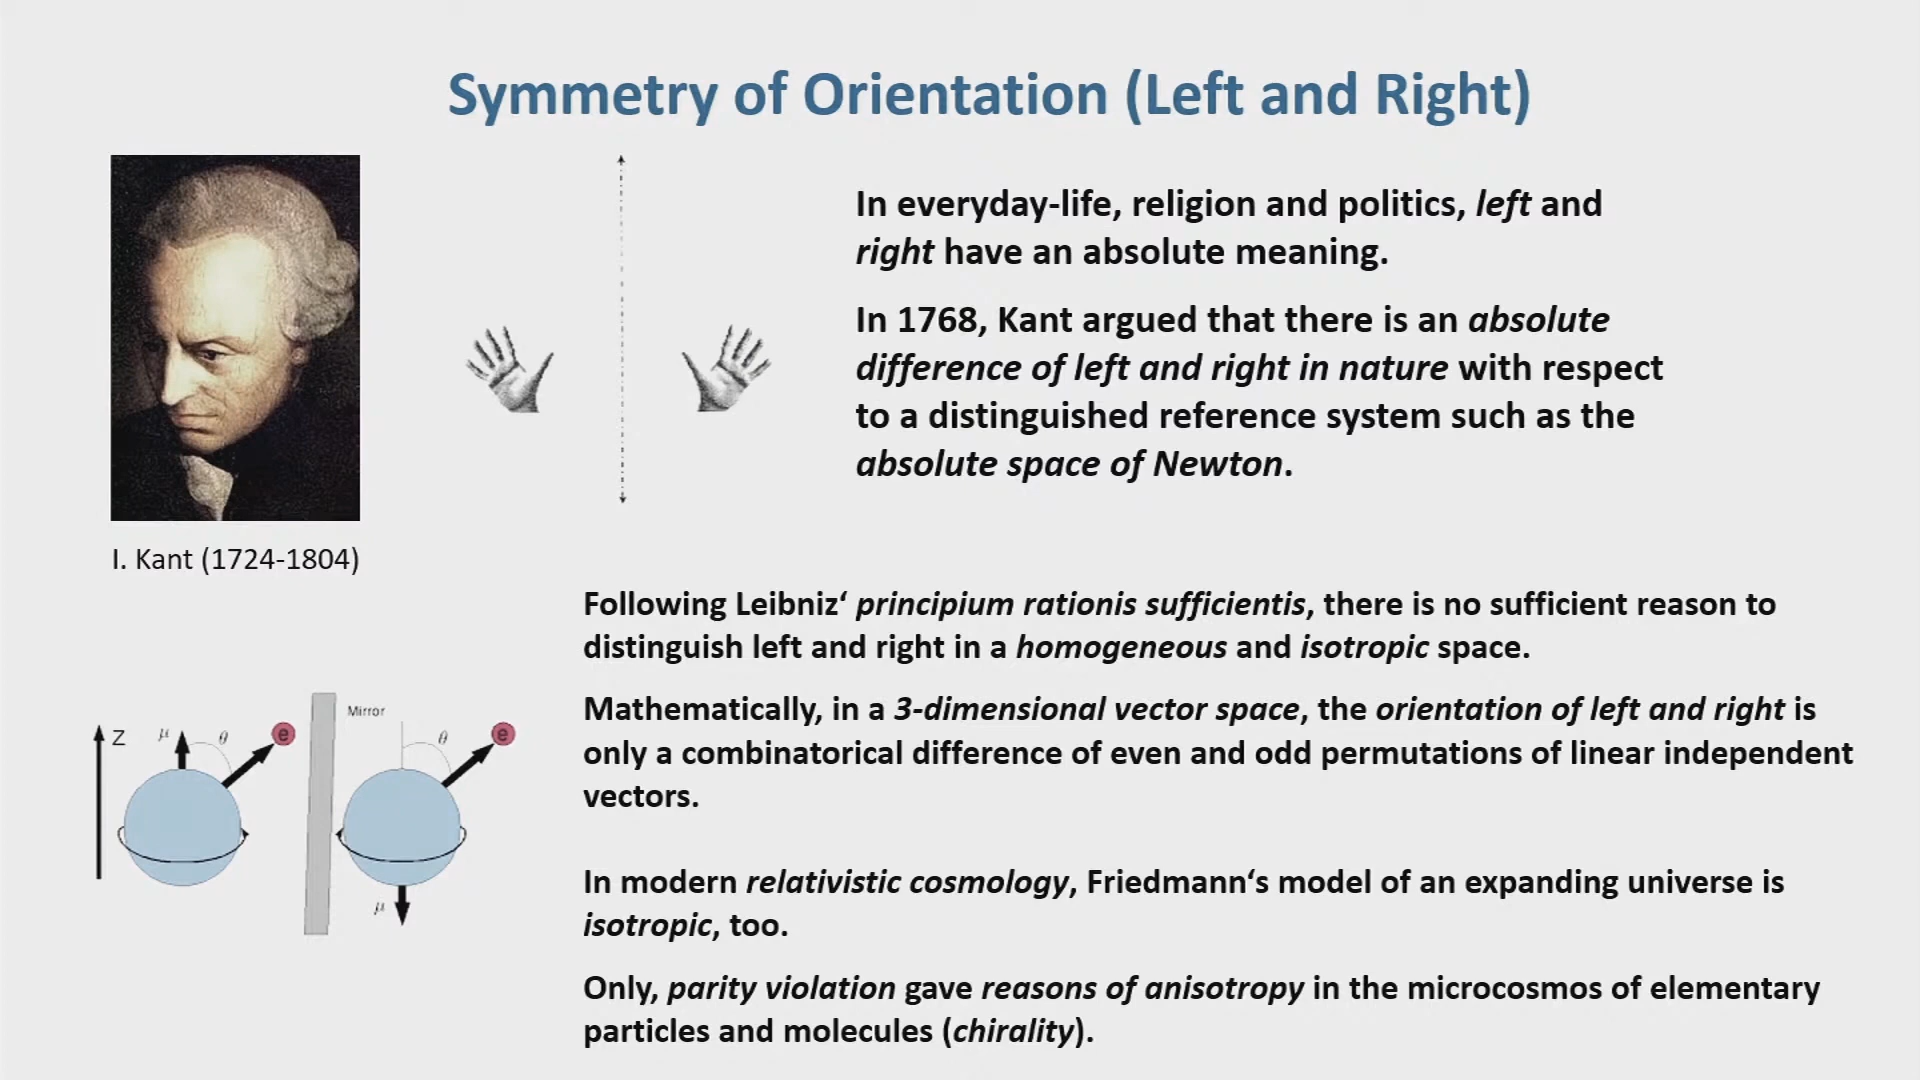 Symmetry of Orientation (Left and Right)
In everyday-life, religion and politics, left and
right have an absolute meaning.
In 1768, Kant argued that there is an absolute
difference of left and right in nature with respect
to a distinguished reference system such as the
absolute space of Newton.
I. Kant (1724-1804)
Following Leibniz‘ principium rationis sufficientis, there is no sufficient reason to
distinguish left and right in a homogeneous and isotropic space.
Mathematically, in a 3-dimensional vector space, the orientation of left and right is
only a combinatorical difference of even and odd permutations of linear independent
vectors.
In modern relativistic cosmology, Friedmann‘s model of an expanding universe is
isotropic, too.
Only, parity violation gave reasons of anisotropy in the microcosmos of elementary
particles and molecules (chirality).
Z
μ
θ
e
Mirror
θ
e
μ